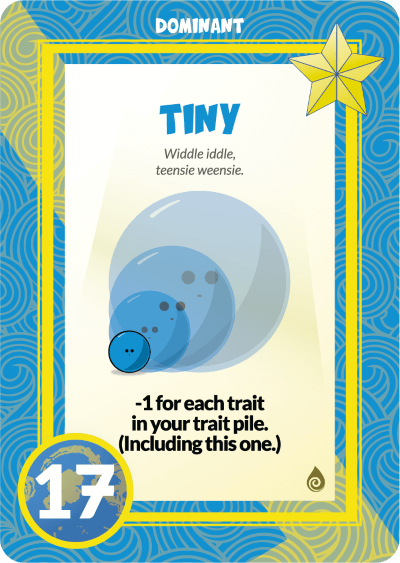 DOMINANT
TINY
Widdle iddle,
teensie weensie.
-1 for each trait
in your trait pile.
(Including this one.)
17